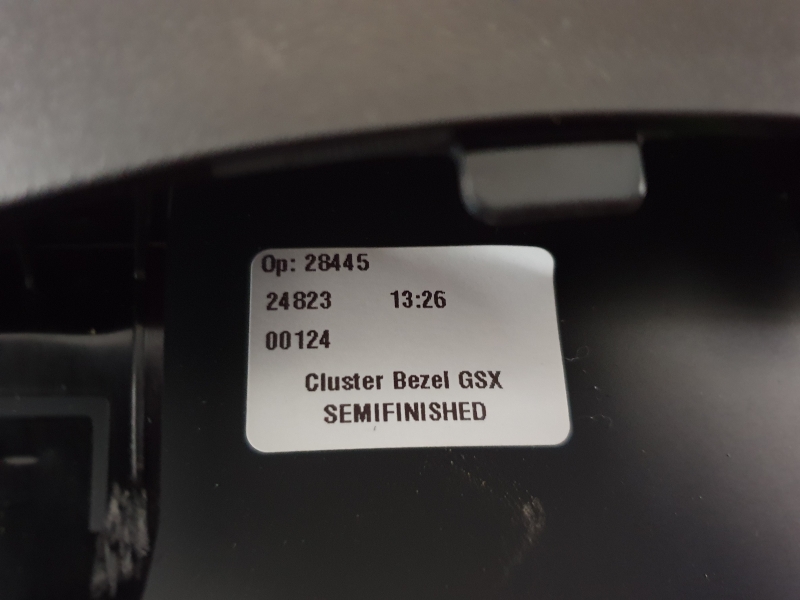 Op: 28445
24823 13:26
00124
Cluster Bezel GSX
SEMIFINISHED